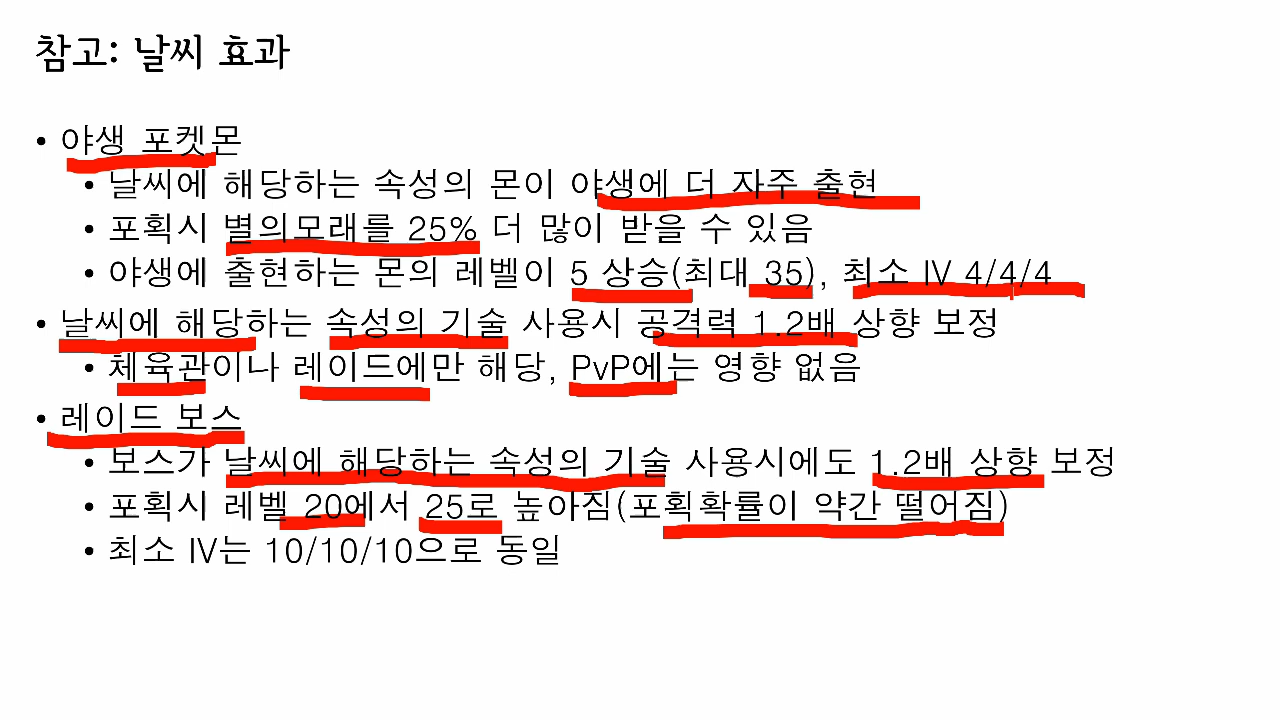 참고: 날씨 효과
• 야생 포켓몬
• 날씨에 해당하는 속성의 몬이 야생에 더 자주 출현
• 포획시 별의모래를 25% 더 많이 받을 수 있음
• 야생에 출현하는 몬의 레벨이 5 상승(최대 35), 최소 IV 4/4/4
• 날씨에 해당하는 속성의 기술 사용시 공격력 1.2배 상향 보정
• 체육관이나 레이드에만 해당, PvP에는 영향 없음
• 레이드 보스
• 보스가 날씨에 해당하는 속성의 기술 사용시에도 1.2배 상향 보정
• 포획시 레벨 20에서 25로 높아짐(포획확률이 약간 떨어짐)
• 최소 IV는 10/10/10으로 동일